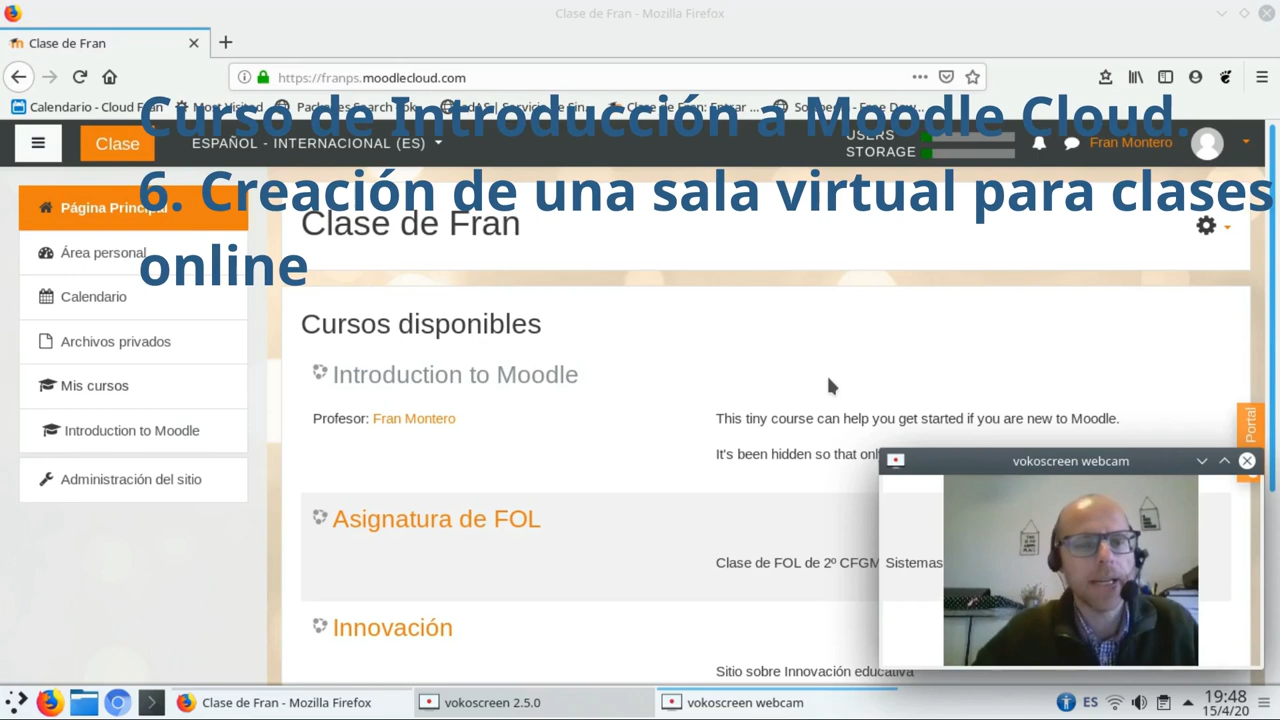 Clase de Fran - Mozilla Firefox
Clase de Fran
https://franps.moodlecloud.com
Calendario - Cloud Fran
Most Visited
Clase de Fran: Entrar ...
Curso de Introducción a Moodle Cloud.
6. Creación de una sala virtual para clases
online
Clase
ESPAÑOL - INTERNACIONAL (ES)
USERS
STORAGE
Fran Montero
Página Principal
Área personal
Calendario
Archivos privados
Mis cursos
Introduction to Moodle
Administración del sitio
Clase de Fran
Cursos disponibles
Introduction to Moodle
Profesor: Fran Montero
This tiny course can help you get started if you are new to Moodle.
It's been hidden so that
Portal
vokoscreen webcam
Asignatura de FOL
Clase de FOL de 2º CFGM Sistemas
Innovación
Sitio sobre Innovación educativa
Clase de Fran - Mozilla Firefox
vokoscreen 2.5.0
vokoscreen webcam
ES
19:48
15/4/20